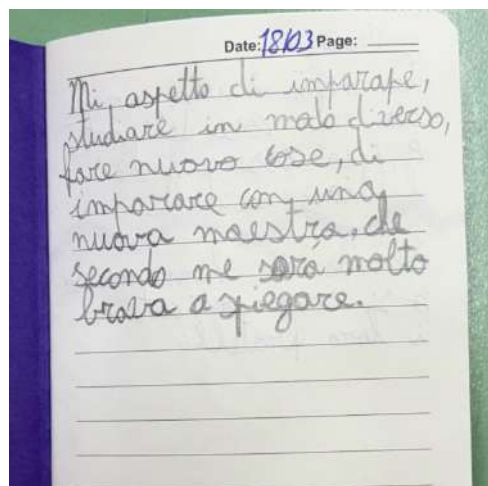 Date: 18/03 Page:
Mi aspetto di imparare,
studiare in modo diverso,
fare nuovo cose, di
imparare con una
nuova maestra, che
secondo me sarà molto
brava a spiegare.